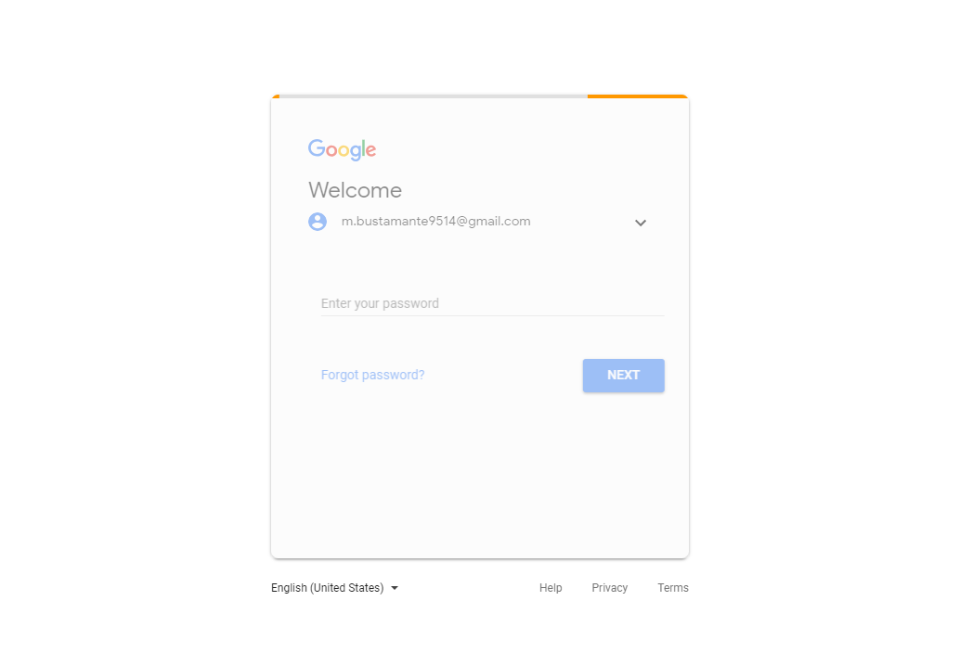 Google
Welcome
m.bustamante9514@gmail.com
Enter your password
Forgot password? NEXT
English (United States) Help Privacy Terms